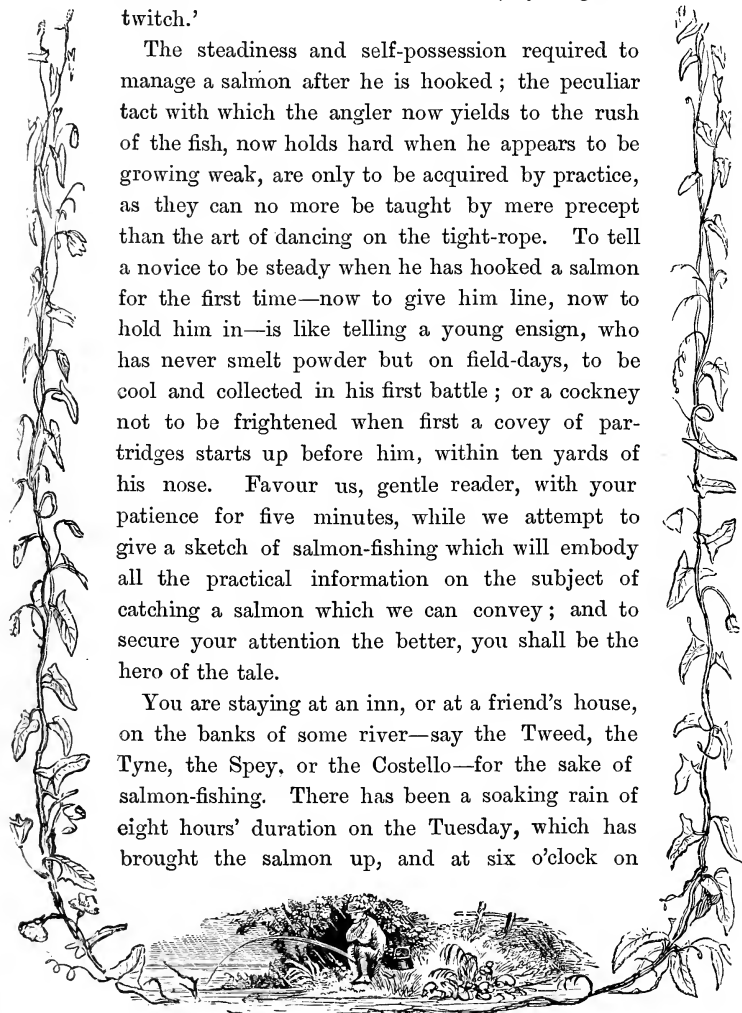 twitch.’
The steadiness and self-possession required to
manage a salmon after he is hooked ; the peculiar
tact with which the angler now yields to the rush
of the fish, now holds hard when he appears to be
growing weak, are only to be acquired by practice,
as they can no more be taught by mere precept
than the art of dancing on the tight-rope. To tell
a novice to be steady when he has hooked a salmon
for the first time—now to give him line, now to
hold him in—is like telling a young ensign, who
has never smelt powder but on field-days, to be
cool and collected in his first battle ; or a cockney
not to be frightened when first a covey of par-
tridges starts up before him, within ten yards of
his nose. Favour us, gentle reader, with your
patience for five minutes, while we attempt to
give a sketch of salmon-fishing which will embody
all the practical information on the subject of
catching a salmon which we can convey ; and to
secure your attention the better, you shall be the
hero of the tale.
You are staying at an inn, or at a friend’s house,
on the banks of some river—say the Tweed, the
Tyne, the Spey, or the Costello—for the sake of
salmon-fishing. There has been a soaking rain of
eight hours’ duration on the Tuesday, which has
brought the salmon up, and at six o’clock on